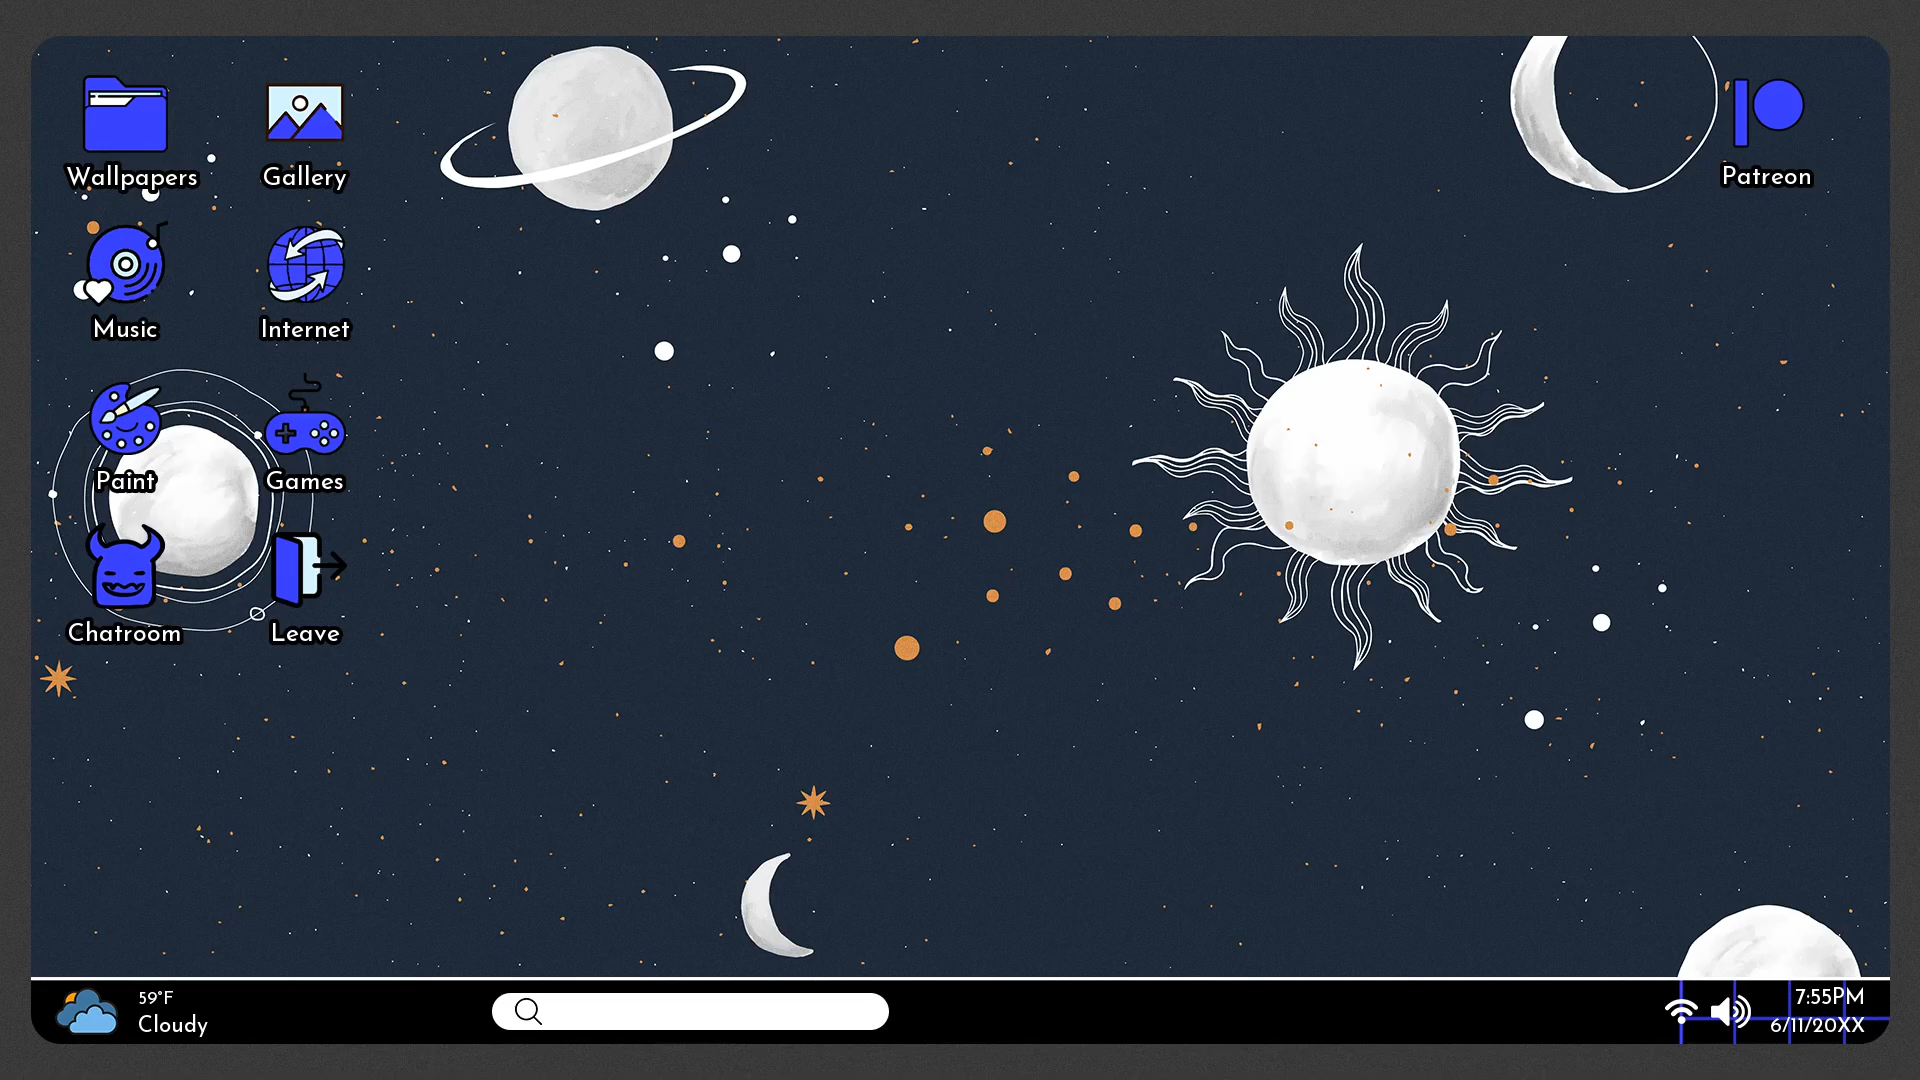 Wallpapers
Gallery
Patreon
Music
Internet
Paint
Games
Chatroom
Leave
59°F
Cloudy
7:55PM
6/11/20XX